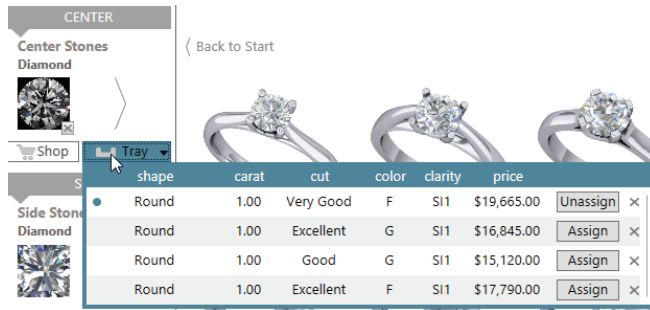 CENTER
Center Stones
Diamond
Back to Start
Shop
Tray
S
Side Stone
Diamond
shape carat cut color clarity price
Round 1.00 Very Good F SI1 $19,665.00 Unassign
Round 1.00 Excellent G SI1 $16,845.00 Assign
Round 1.00 Good G SI1 $15,120.00 Assign
Round 1.00 Excellent F SI1 $17,790.00 Assign